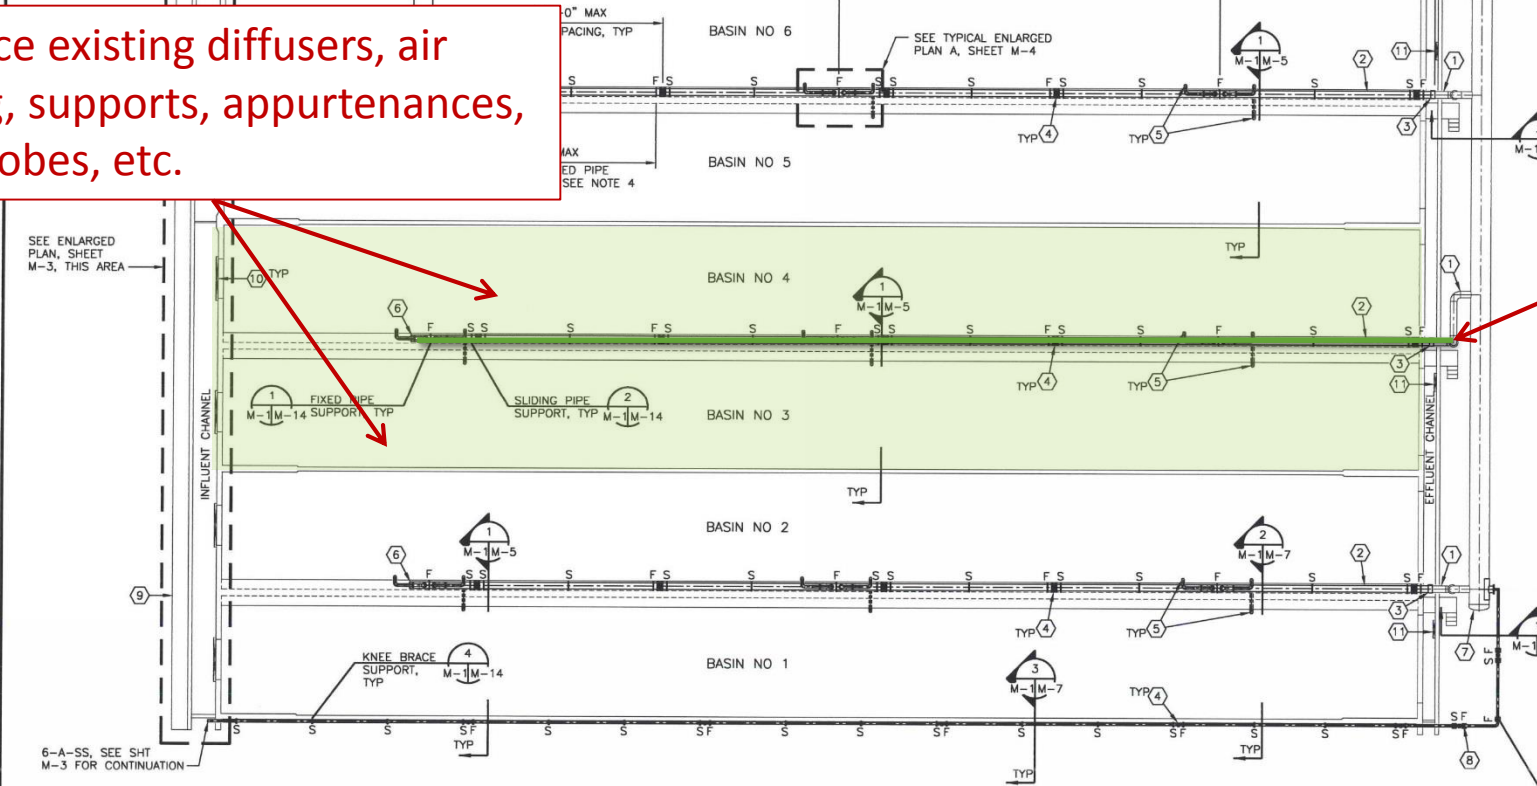 ce existing diffusers, air
, supports, appurtenances,
obes, etc.
0" MAX
PACING, TYP
BASIN NO 6
SEE TYPICAL ENLARGED
PLAN A, SHEET M-4
1
M-1 M-5
11
1
2
S F S S F S S S F S S F S S F
TYP 4
TYP 5
3
M-1
MAX
ED PIPE
SEE NOTE 4
BASIN NO 5
SEE ENLARGED
PLAN, SHEET
M-3, THIS AREA
10 TYP
BASIN NO 4
TYP
1
M-1 M-5
1
6
2
F S S S F S S F S S S F S S F S S F
TYP 4
TYP 5
3
11
1
M-1 M-14
FIXED PIPE
SUPPORT, TYP
SLIDING PIPE
SUPPORT, TYP
2
M-1 M-14
BASIN NO 3
INFLUENT CHANNEL
EFFLUENT CHANNEL
TYP
BASIN NO 2
1
M-1 M-5
2
M-1 M-7
6
2
1
F S S S F S S F S S S F S S F S S F
9
TYP 4
TYP 5
3
11
7
M-1
S F
KNEE BRACE
SUPPORT,
TYP
4
M-1 M-14
BASIN NO 1
3
M-1 M-7
TYP 4
S S S S F S S S F S S S F S S S F S F
F
TYP
TYP
TYP
8
6-A-SS, SEE SHT
M-3 FOR CONTINUATION